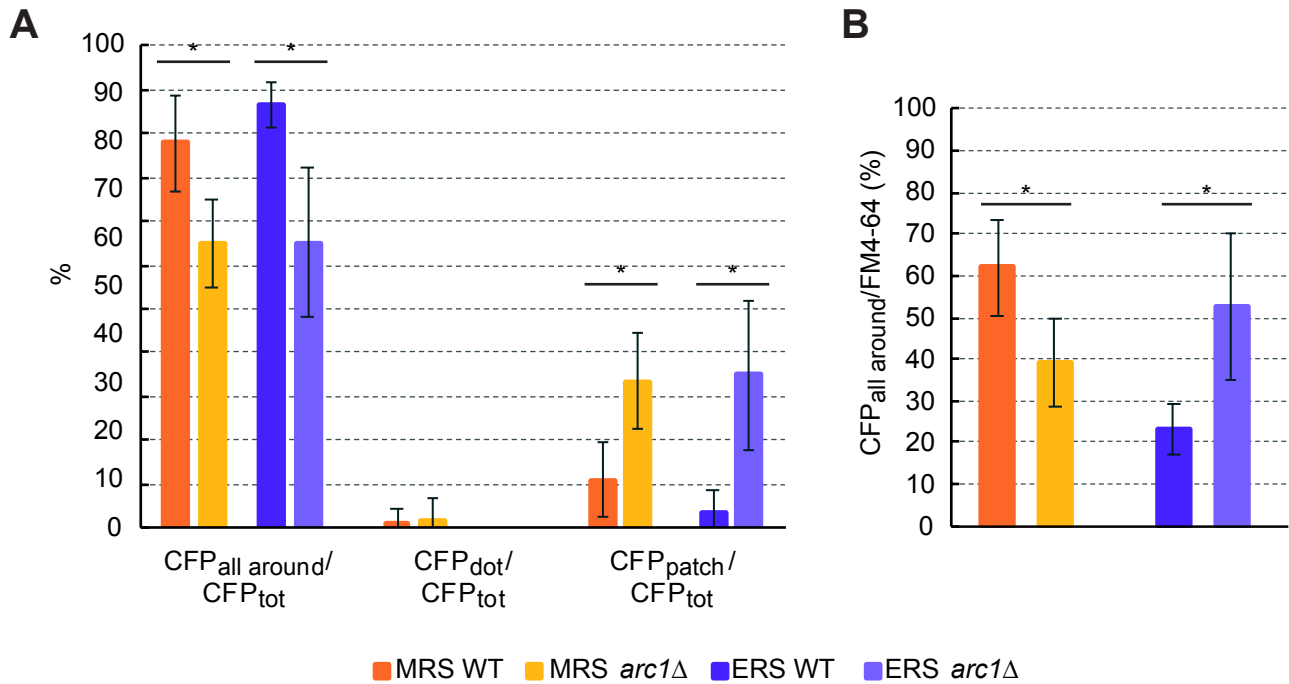 A
100
90
80
70
60
50
40
30
20
10
0
%
*
*
*
*
CFPall around/
CFPtot
CFPdot/
CFPtot
CFPpatch/
CFPtot
B
100
90
80
70
60
50
40
30
20
10
0
CFPall around/FM4-64 (%)
*
*
MRS WT MRS arc1Δ ERS WT ERS arc1Δ